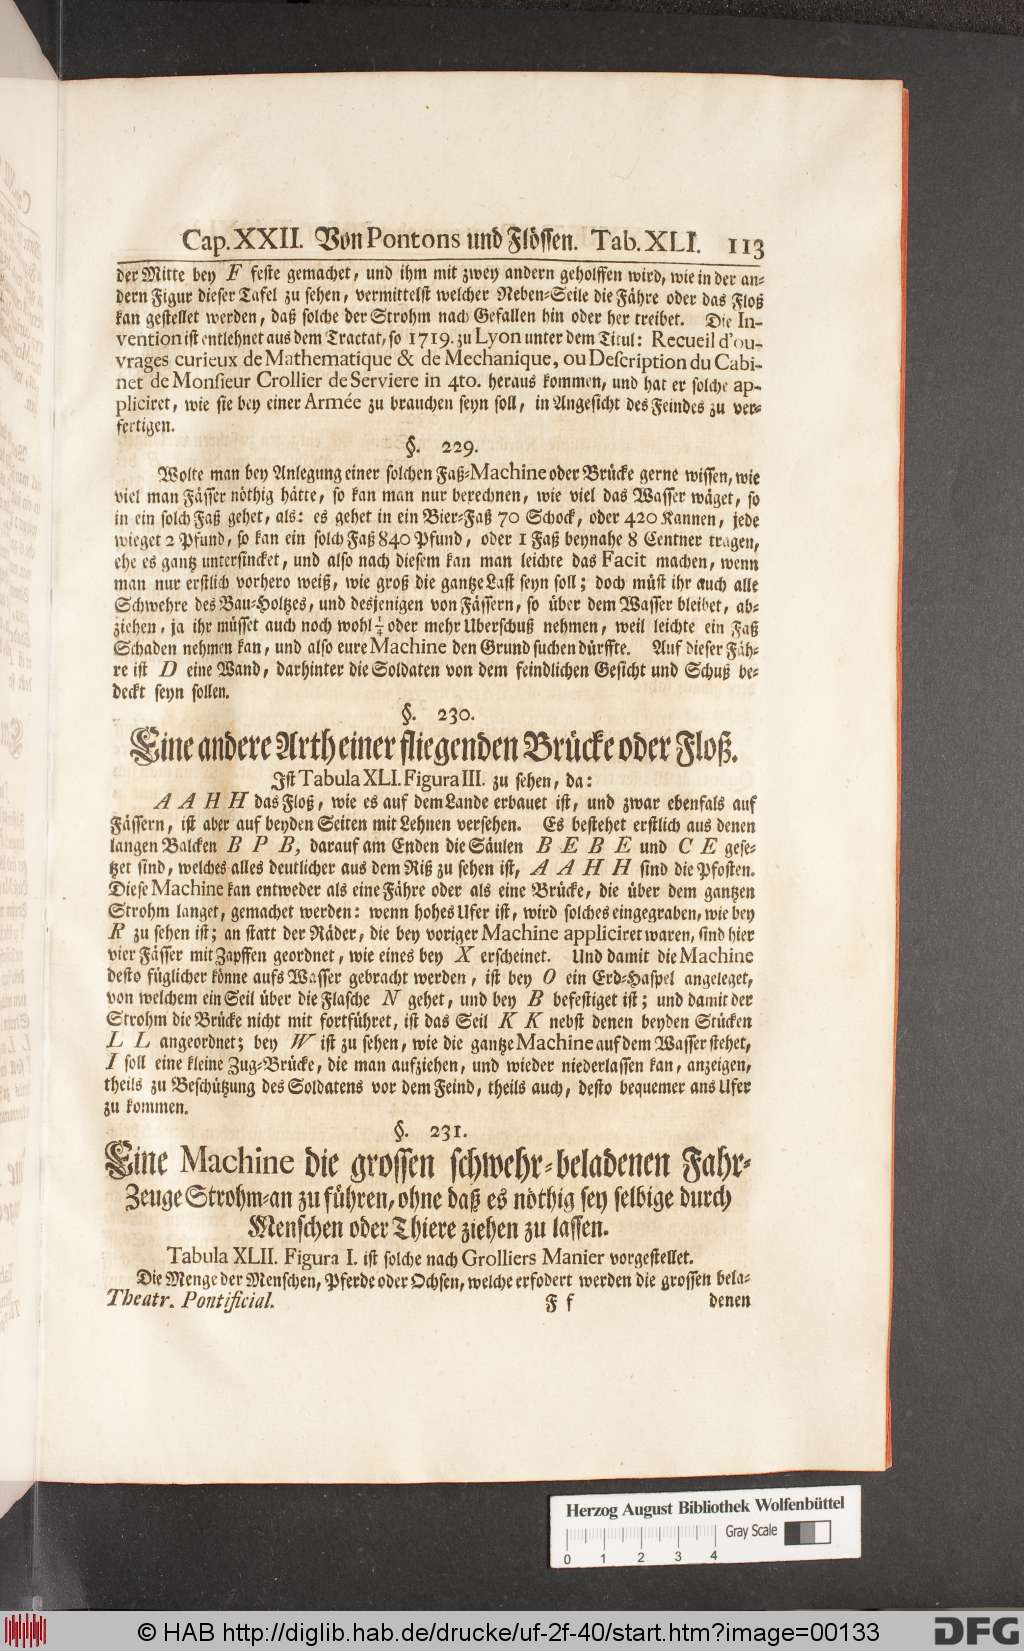 Cap. XXII. Von Pontons und Flössen. Tab. XLI. 113
der Mitte bey F feste gemachet, und ihm mit zwey andern geholffen wird, wie in der an-
dern Figur dieser Tafel zu sehen, vermittelst welcher Neben-Seile die Fähre oder das Floß
kan gestellet werden, daß solche der Strohm nach Gefallen hin oder her treibet. Die In-
vention ist entlehnet aus dem Tractat, so 1719. zu Lyon unter dem Titul: Recueil d'ou-
vrages curieux de Mathematique & de Mechanique, ou Description du Cabi-
net de Monsieur Crollier de Serviere in 4to. heraus kommen, und hat er solche ap-
pliciret, wie sie bey einer Armée zu brauchen seyn soll, in Angesicht des Feindes zu ver-
fertigen.
§. 229.
Wolte man bey Anlegung einer solchen Faß-Machine oder Brücke gerne wissen, wie
viel man Fässer nöthig hätte, so kan man nur berechnen, wie viel das Wasser wäget, so
in ein solch Faß gehet, als: es gehet in ein Bier-Faß 70 Schock, oder 420 Kannen, jede
wieget 2 Pfund, so kan ein solch Faß 840 Pfund, oder 1 Faß beynahe 8 Centner tragen,
ehe es gantz untersincket, und also nach diesem kan man leichte das Facit machen, wenn
man nur erstlich vorhero weiß, wie groß die gantze Last seyn soll; doch müst ihr auch alle
Schwehre des Bau-Holtzes, und desjenigen von Fässern, so über dem Wasser bleibet, ab-
ziehen, ja ihr müsset auch noch wohl ¼ oder mehr Uberschuß nehmen, weil leichte ein Faß
Schaden nehmen kan, und also eure Machine den Grund suchen dürffte. Auf dieser Fäh-
re ist D eine Wand, darhinter die Soldaten von dem feindlichen Gesicht und Schuß be-
deckt seyn sollen.
§. 230.
Eine andere Arth einer fliegenden Brücke oder Floß.
Ist Tabula XLI. Figura III. zu sehen, da:
A A H H das Floß, wie es auf dem Lande erbauet ist, und zwar ebenfals auf
Fässern, ist aber auf beyden Seiten mit Lehnen versehen. Es bestehet erstlich aus denen
langen Balcken B P B, darauf am Enden die Säulen B E B E und C E gese-
tzet sind, welches alles deutlicher aus dem Riß zu sehen ist, A A H H sind die Pfosten.
Diese Machine kan entweder als eine Fähre oder als eine Brücke, die über dem gantzen
Strohm langet, gemachet werden: wenn hohes Ufer ist, wird solches eingegraben, wie bey
R zu sehen ist; an statt der Räder, die bey voriger Machine appliciret waren, sind hier
vier Fässer mit Zapffen geordnet, wie eines bey X erscheinet. Und damit die Machine
desto füglicher könne aufs Wasser gebracht werden, ist bey O ein Erd-Haspel angeleget,
von welchem ein Seil über die Flasche N gehet, und bey B befestiget ist; und damit der
Strohm die Brücke nicht mit fortführet, ist das Seil K K nebst denen beyden Stücken
L L angeordnet; bey W ist zu sehen, wie die gantze Machine auf dem Wasser stehet,
I soll eine kleine Zug-Brücke, die man aufziehen, und wieder niederlassen kan, anzeigen,
theils zu Beschützung des Soldatens vor dem Feind, theils auch, desto bequemer ans Ufer
zu kommen.
§. 231.
Eine Machine die grossen schwehr-beladenen Fahr-
Zeuge Strohm-an zu führen, ohne daß es nöthig sey selbige durch
Menschen oder Thiere ziehen zu lassen.
Tabula XLII. Figura I. ist solche nach Grolliers Manier vorgestellet.
Die Menge der Menschen, Pferde oder Ochsen, welche erfodert werden die grossen bela-
Theatr. Pontificial. F f denen
Herzog August Bibliothek Wolfenbüttel
Gray Scale
0 1 2 3 4
© HAB http://diglib.hab.de/drucke/uf-2f-40/start.htm?image=00133
DFG